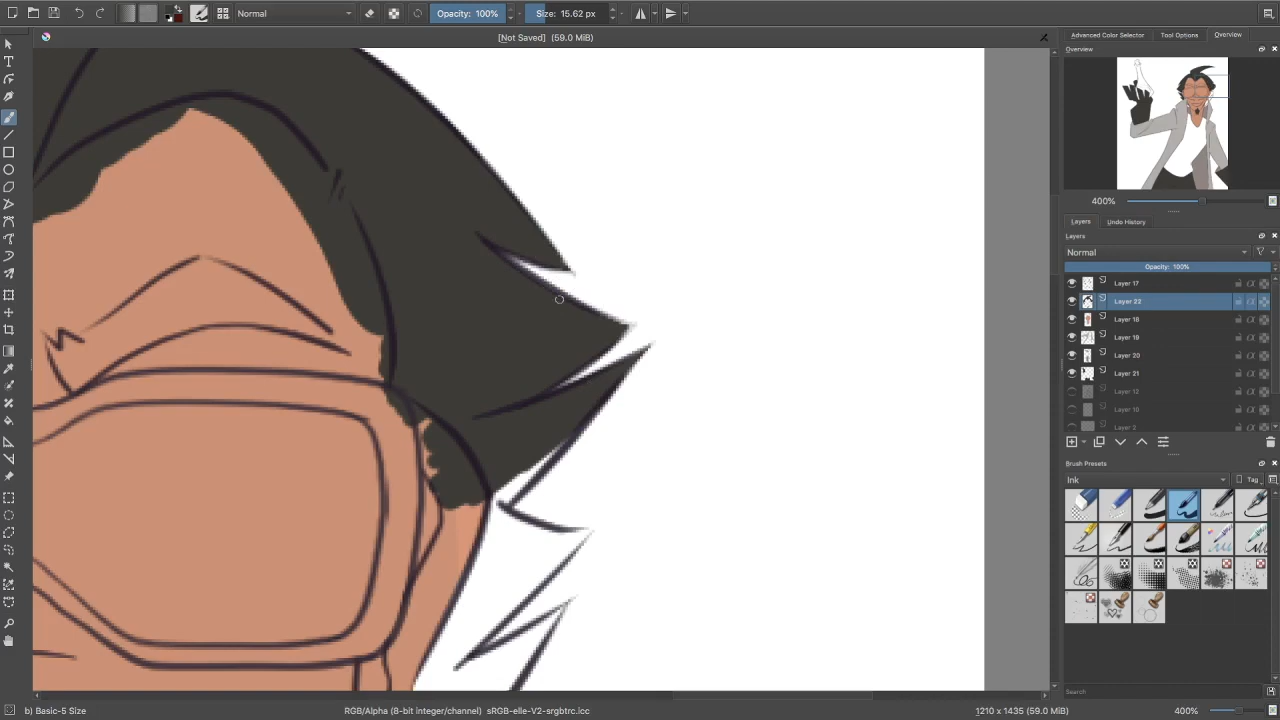 Normal
Opacity: 100%
Size: 15.62 px
[Not Saved] (59.0 MiB)
Advanced Color Selector
Tool Options
Overview
Overview
400%
Layers
Undo History
Layers
Normal
Opacity: 100%
Layer 17
Layer 22
Layer 18
Layer 19
Layer 20
Layer 21
Layer 12
Layer 10
Layer 2
Brush Presets
Ink
Tag
Search
b) Basic-5 Size
RGB/Alpha (8-bit integer/channel) sRGB-elle-V2-srgbtrc.icc
1210 x 1435 (59.0 MiB)
400%